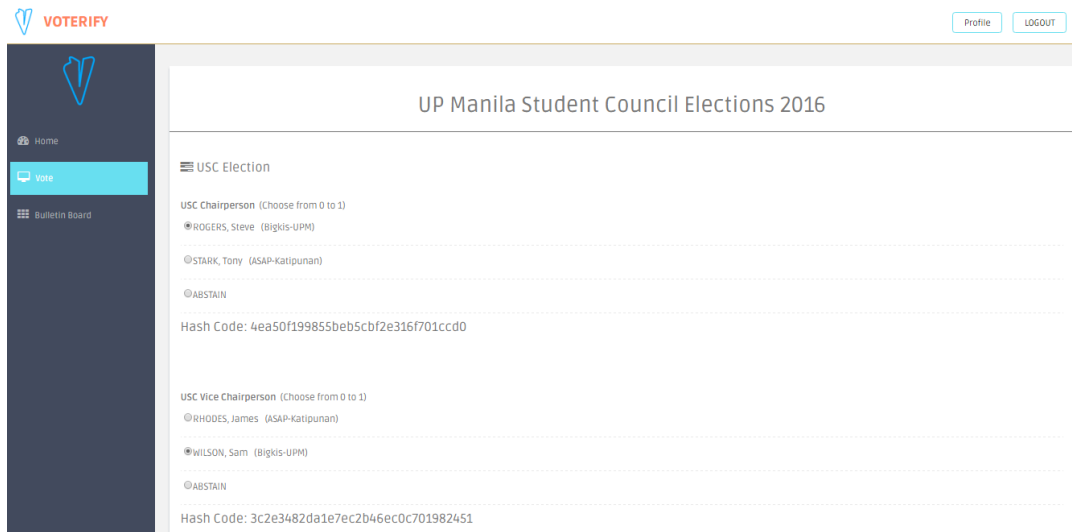 VOTERIFY
Profile
LOGOUT
UP Manila Student Council Elections 2016
Home
Vote
Bulletin Board
USC Election
USC Chairperson (Choose from 0 to 1)
ROGERS, Steve (Bigkis-UPM)
STARK, Tony (ASAP-Katipunan)
ABSTAIN
Hash Code: 4ea50f199855beb5cbf2e316f701ccd0
USC Vice Chairperson (Choose from 0 to 1)
RHODES, James (ASAP-Katipunan)
WILSON, Sam (Bigkis-UPM)
ABSTAIN
Hash Code: 3c2e3482da1e7ec2b46ec0c701982451